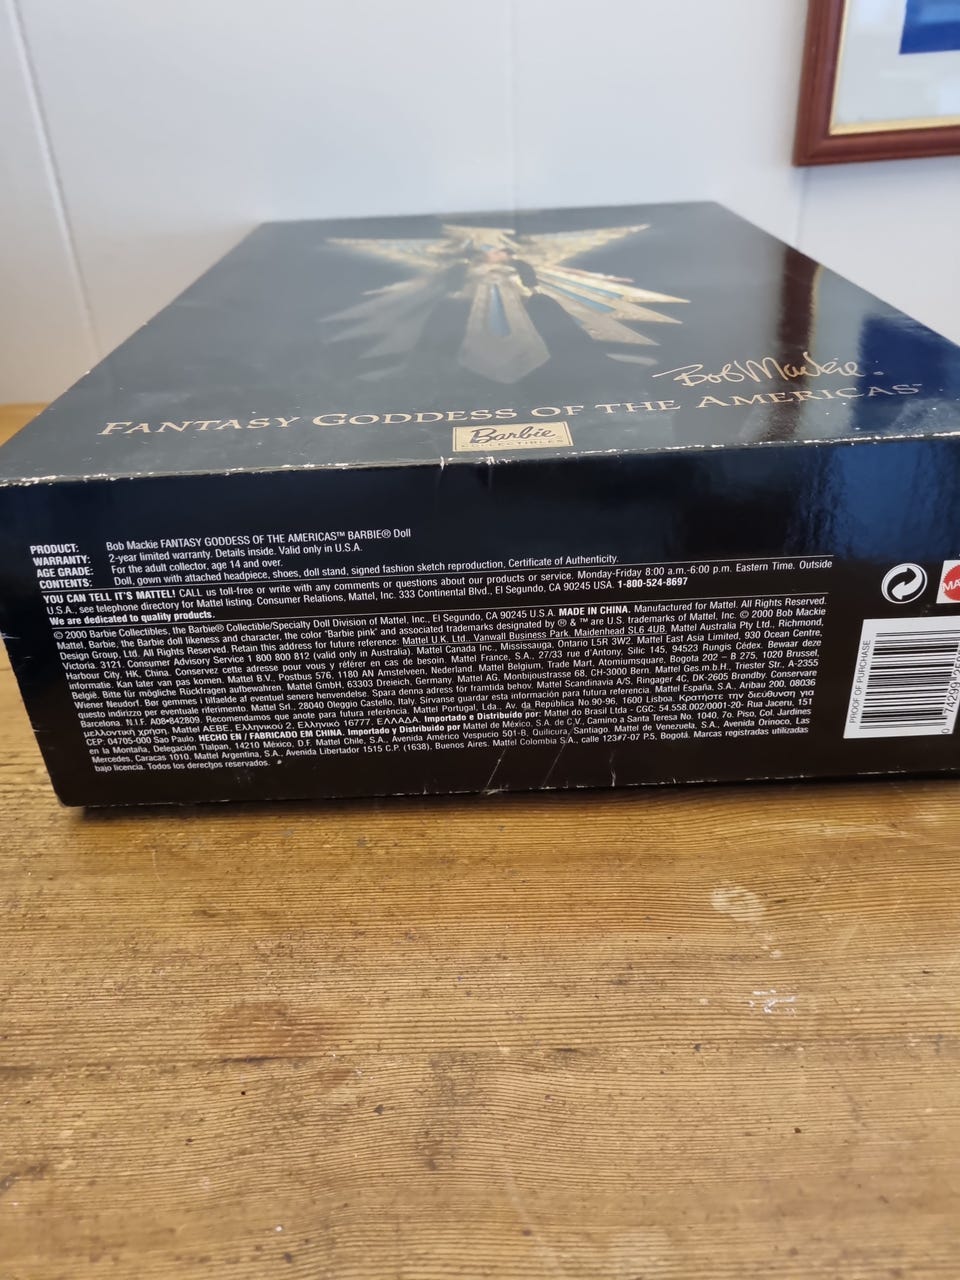 Bob Mackie
FANTASY GODDESS OF THE AMERICAS™
Barbie
COLLECTIBLES
PRODUCT: Bob Mackie FANTASY GODDESS OF THE AMERICAS™ BARBIE® Doll
WARRANTY: 2-year limited warranty. Details inside. Valid only in U.S.A.
AGE GRADE: For the adult collector, age 14 and over.
CONTENTS: Doll, gown with attached headpiece, shoes, doll stand, signed fashion sketch reproduction, Certificate of Authenticity.
YOU CAN TELL IT'S MATTEL! CALL us toll-free or write with any comments or questions about our products or service. Monday-Friday 8:00 a.m.-6:00 p.m. Eastern Time. Outside
U.S.A., see telephone directory for Mattel listing. Consumer Relations, Mattel, Inc. 333 Continental Blvd., El Segundo, CA 90245 USA. 1-800-524-8697
We are dedicated to quality products.
© 2000 Barbie Collectibles, the Barbie® Collectible/Specialty Doll Division of Mattel, Inc., El Segundo, CA 90245 U.S.A. MADE IN CHINA. Manufactured for Mattel. All Rights Reserved.
Mattel, Barbie, the Barbie doll likeness and character, the color "Barbie pink" and associated trademarks designated by ® & ™ are U.S. trademarks of Mattel, Inc. © 2000 Bob Mackie
Design Group, Ltd. All Rights Reserved. Retain this address for future reference: Mattel U.K. Ltd., Vanwall Business Park, Maidenhead SL6 4UB. Mattel Australia Pty Ltd., Richmond,
Victoria. 3121. Consumer Advisory Service 1 800 800 812 (valid only in Australia). Mattel Canada Inc., Mississauga, Ontario L5R 3W2. Mattel East Asia Limited, 930 Ocean Centre,
Harbour City, HK, China. Conservez cette adresse pour vous y référer en cas de besoin. Mattel France, S.A., 27/33 rue d'Antony, Silic 145, 94523 Rungis Cédex. Bewaar deze
informatie. Kan later van pas komen. Mattel B.V., Postbus 576, 1180 AN Amstelveen, Nederland. Mattel Belgium, Trade Mart, Atomiumsquare, Bogota 202 – B 275, 1020 Brussel,
België. Bitte für mögliche Rückfragen aufbewahren. Mattel GmbH, 63303 Dreieich, Germany. Mattel AG, Monbijoustrasse 68, CH-3000 Bern. Mattel Ges.m.b.H., Triester Str., A-2355
Wiener Neudorf. Bør gemmes i tilfælde af eventuel senere henvendelse. Spara denna adress för framtida behov. Mattel Scandinavia A/S, Ringager 4C, DK-2605 Brøndby. Conservare
questo indirizzo per eventuale riferimento. Mattel Srl., 28040 Oleggio Castello, Italy. Sírvanse guardar esta información para futura referencia. Mattel España, S.A., Aribau 200, 08036
Barcelona. N.I.F. A08•842809. Recomendamos que anote para futura referência. Mattel Portugal, Lda., Av. da República No.90-96, 1600 Lisboa. Κρατήστε την διεύθυνση για
μελλοντική χρήση. Mattel AEBE, Ελληνικού 2, Ελληνικό 16777, ΕΛΛΑΔΑ. Importado e Distribuído por: Mattel do Brasil Ltda - CGC: 54.558.002/0001-20- Rua Jaceru, 151
CEP: 04705-000 Sao Paulo. HECHO EN / FABRICADO EN CHINA. Importado y Distribuido por Mattel de México, S.A. de C.V., Camino a Santa Teresa No. 1040, 7o. Piso, Col. Jardines
en la Montaña, Delegación Tlalpan, 14210 México, D.F. Mattel Chile, S.A., Avenida Américo Vespucio 501-B, Quilicura, Santiago. Mattel de Venezuela, S.A., Avenida Orinoco, Las
Mercedes, Caracas 1010. Mattel Argentina, S.A., Avenida Libertador 1515 C.P. (1638), Buenos Aires. Mattel Colombia S.A., calle 123#7-07 P.5, Bogotá. Marcas registradas utilizadas
bajo licencia. Todos los derechos reservados.
PROOF OF PURCHASE